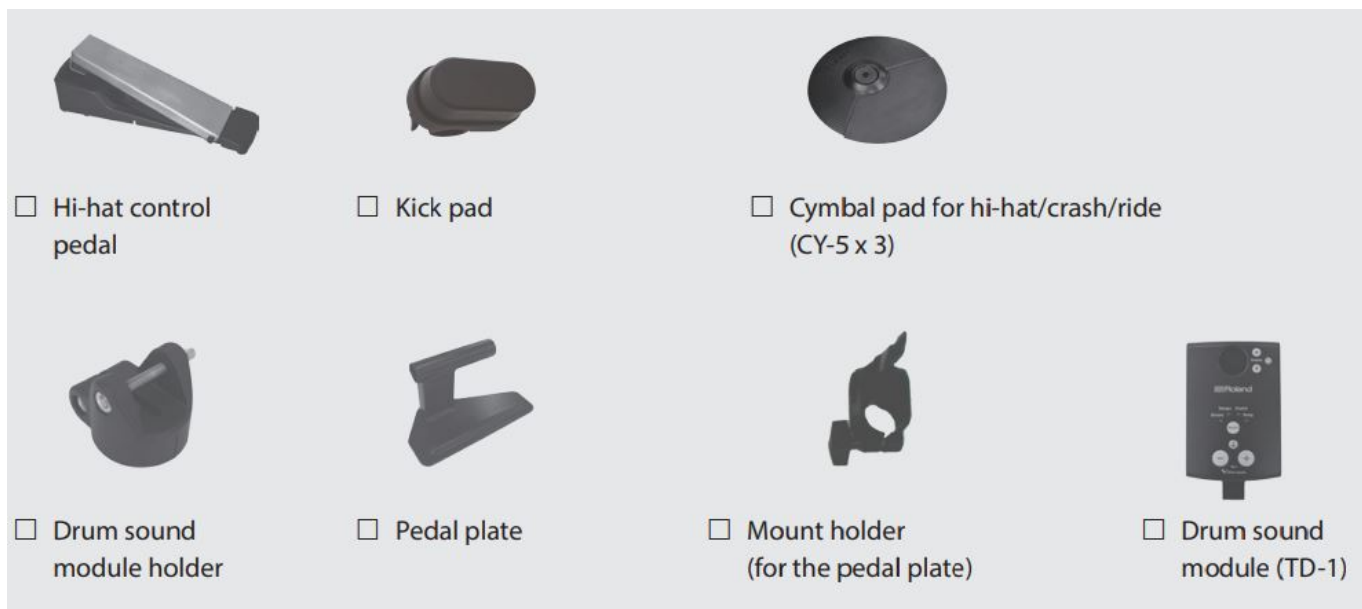 ☐ Hi-hat control
pedal
☐ Kick pad
☐ Cymbal pad for hi-hat/crash/ride
(CY-5 x 3)
Roland
☐ Drum sound
module holder
☐ Pedal plate
☐ Mount holder
(for the pedal plate)
☐ Drum sound
module (TD-1)